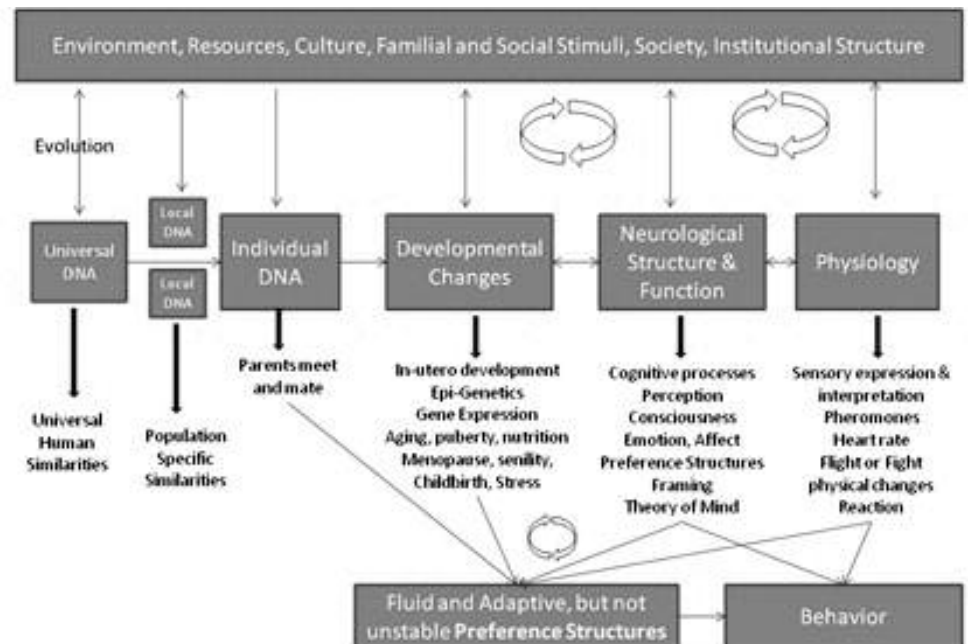 Environment, Resources, Culture, Familial and Social Stimuli, Society, Institutional Structure
Evolution
Universal
DNA
Local
DNA
Local
DNA
Individual
DNA
Developmental
Changes
Neurological
Structure &
Function
Physiology
Universal
Human
Similarities
Population
Specific
Similarities
Parents meet
and mate
In-utero development
Epi-Genetics
Gene Expression
Aging, puberty, nutrition
Menopause, senility,
Childbirth, Stress
Cognitive processes
Perception
Consciousness
Emotion, Affect
Preference Structures
Framing
Theory of Mind
Sensory expression &
interpretation
Pheromones
Heart rate
Flight or Fight
physical changes
Reaction
Fluid and Adaptive, but not
unstable Preference Structures
Behavior